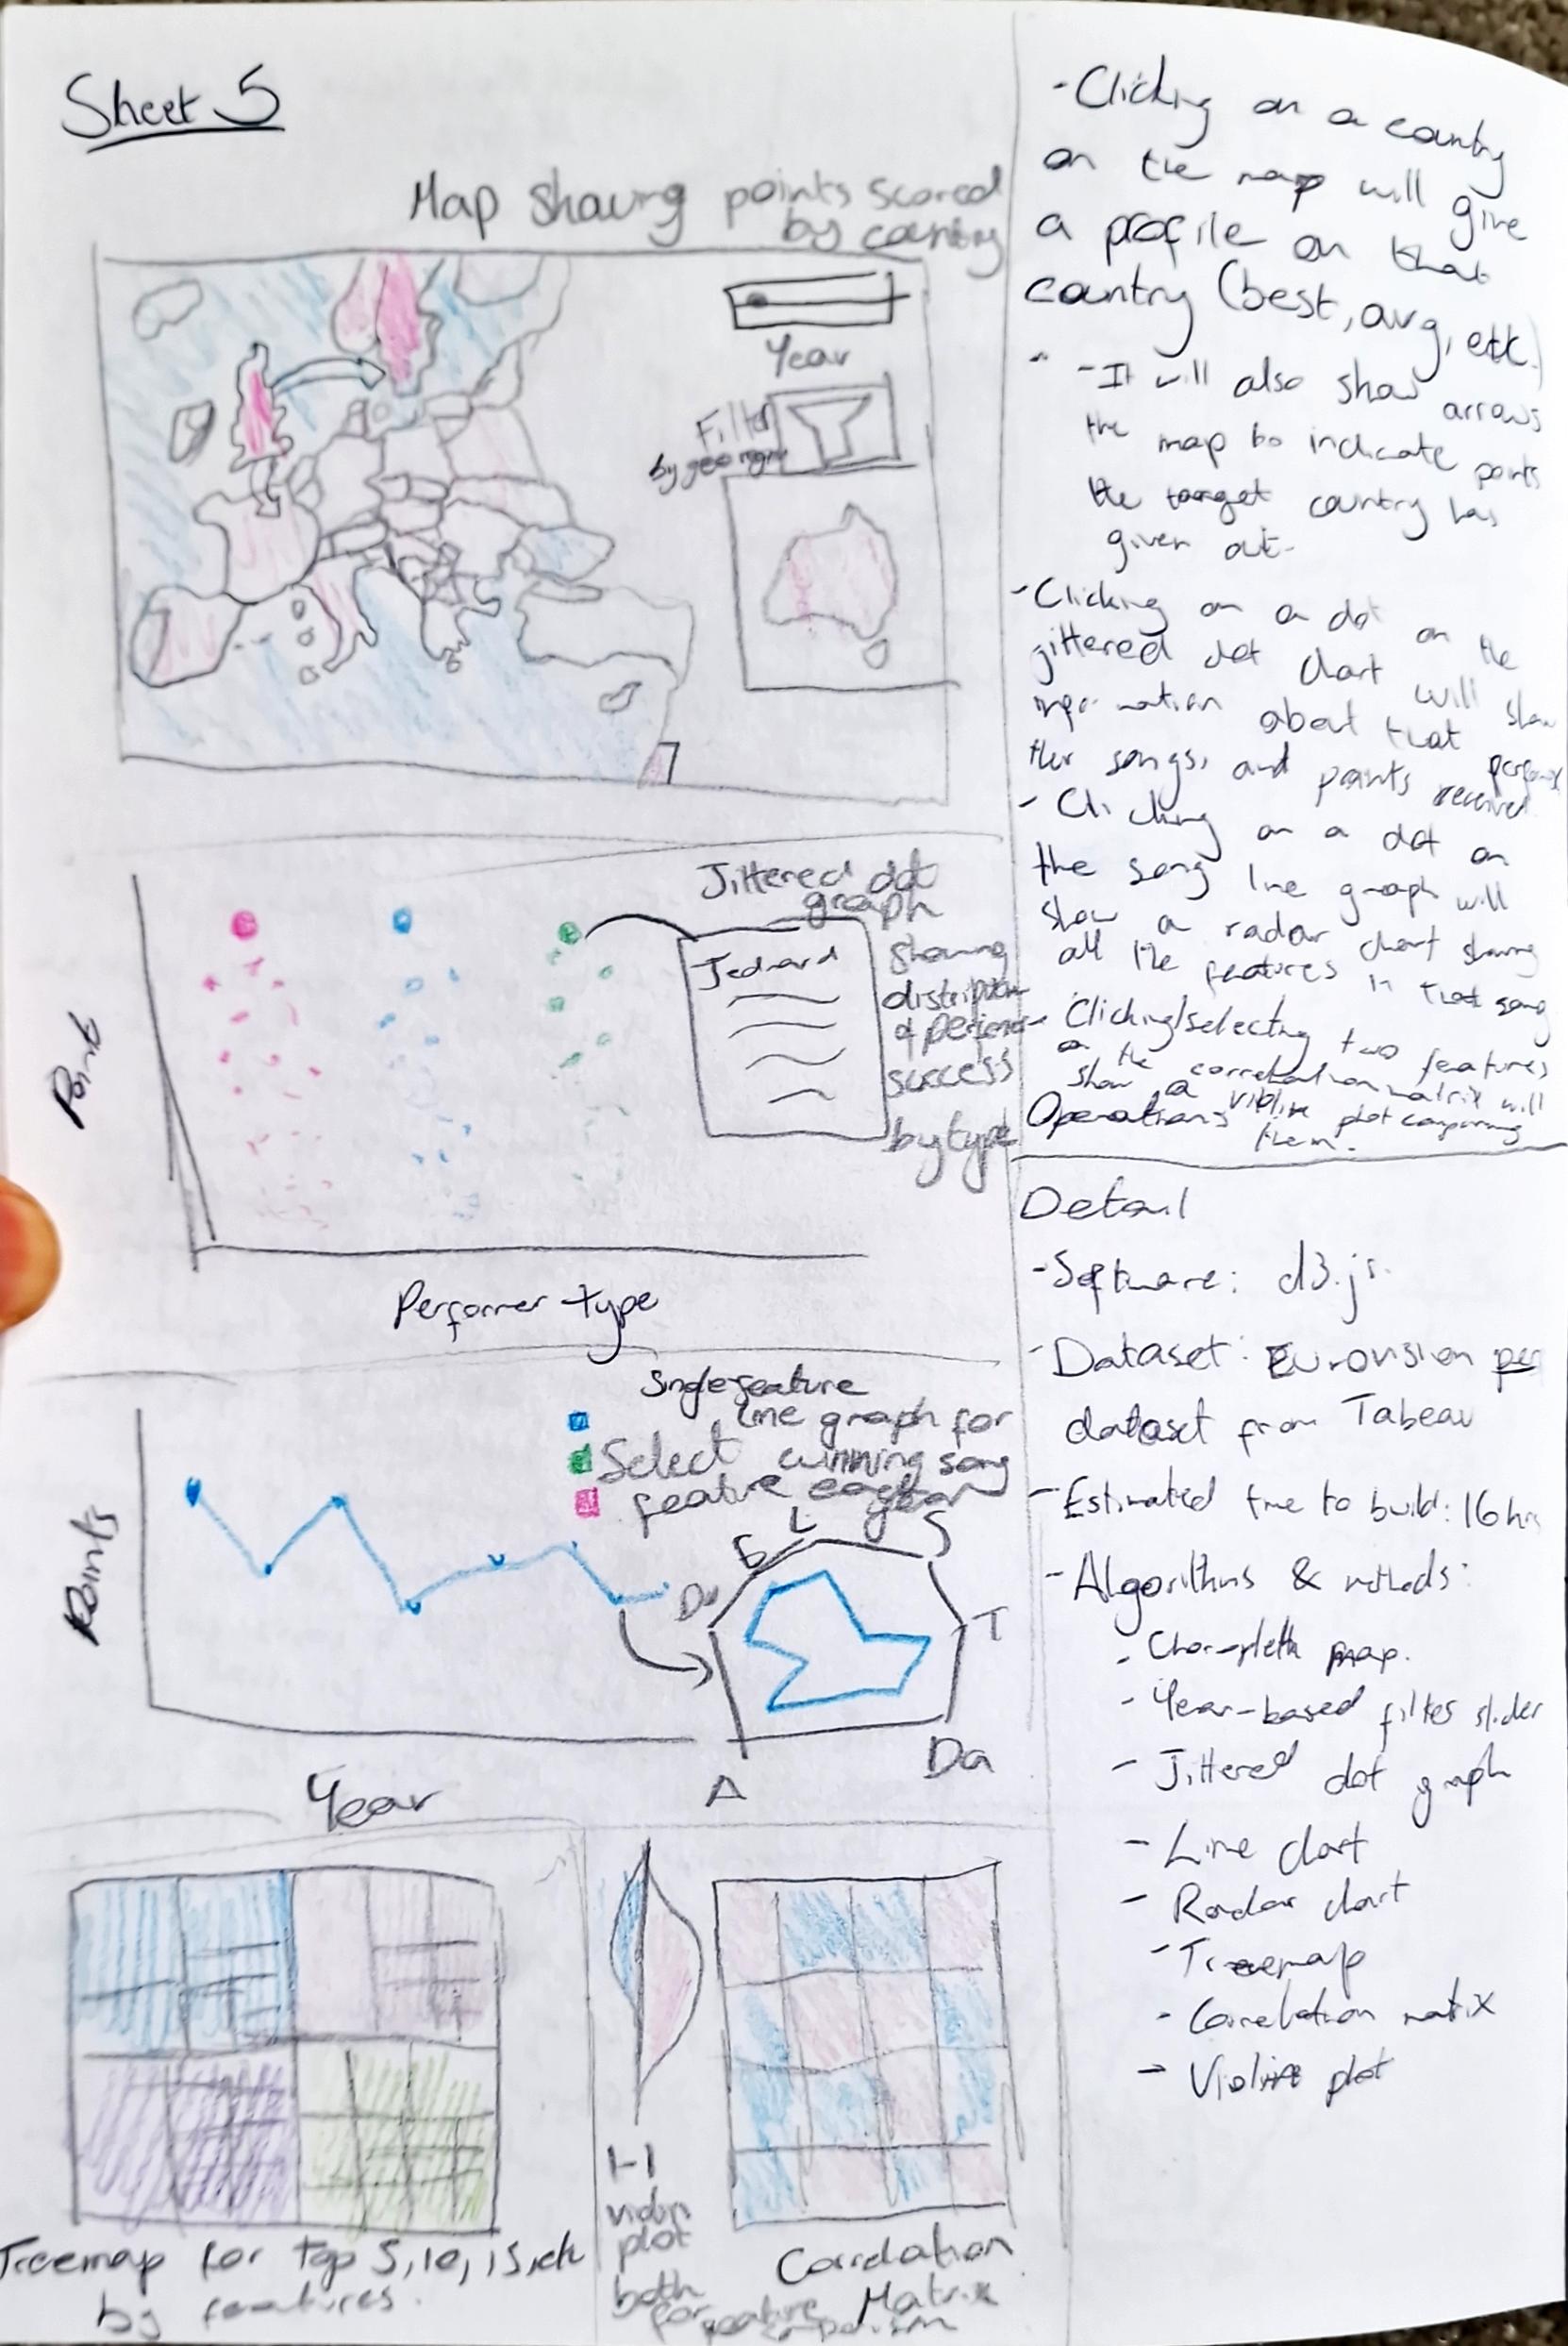 Sheet 5
Map showing points scored
by country
Year
Filter
by
Jittered dot
graph
showing
distribution
of performer
success
by type
Jedward
Points
Performer type
Single feature
line graph for
winning song
each year
Select
feature
Points
Year
Du
E
L
S
T
Da
A
Treemap for top 5, 10, 15, etc
by features.
1-1
violin
plot
both
for feature
comparison
Correlation
Matrix
- Clicking on a country
on the map will give
a profile on that
country (best, avg, etc.)
- It will also show arrows
the map to indicate points
the target country has
given out.
- Clicking on a dot on the
jittered dot chart will show
information about that performer
their songs, and points received.
- Clicking on a dot on
the song line graph will
show a radar chart showing
all the features in that song
- Clicking/selecting two features
on the correlation matrix will
show a violin plot comparing
them.
Operations
Detail
- Software: d3.js.
- Dataset: Eurovision
dataset from Tableau
- Estimated time to build: 16 hrs
- Algorithms & methods:
- Choropleth map.
- Year-based filter slider
- Jittered dot graph
- Line chart
- Radar chart
- Treemap
- Correlation matrix
- Violin plot